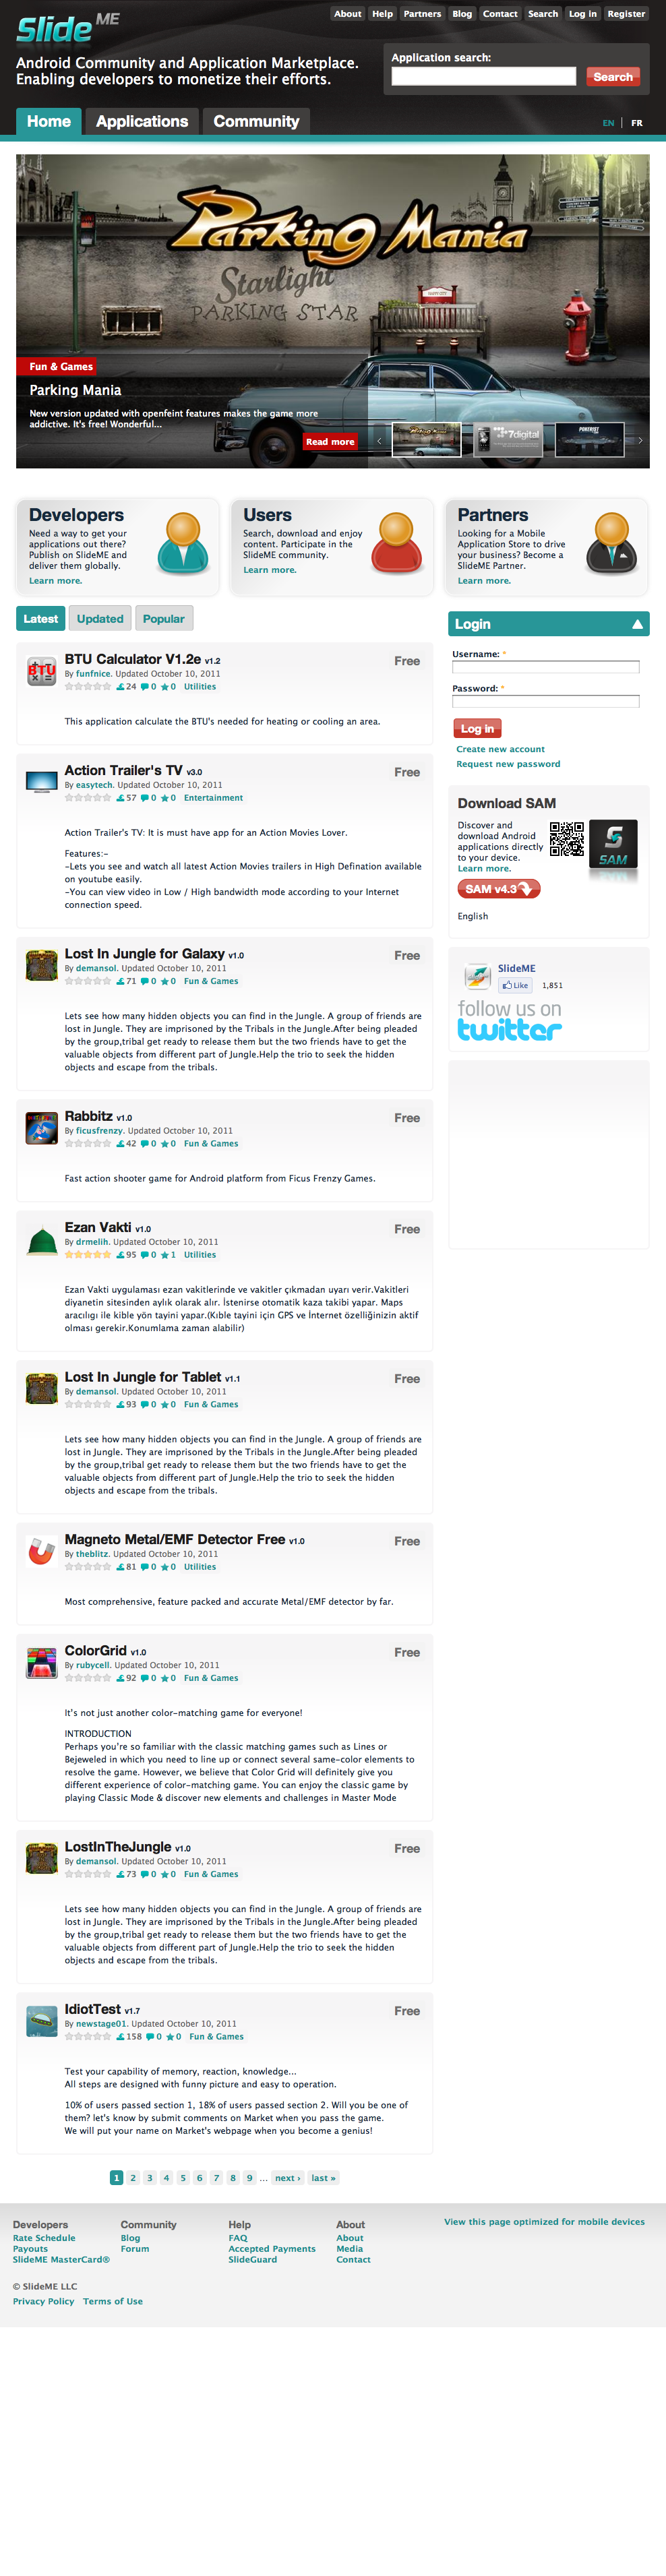 About Help Partners Blog Contact Search Log in Register
Slide ME
Android Community and Application Marketplace.
Enabling developers to monetize their efforts.
Application search:
Search
Home Applications Community
EN FR
Parking Mania
Starlight
PARKING STAR
Fun & Games
Parking Mania
New version updated with openfeint features makes the game more
addictive. It's free! Wonderful...
Read more
7digital
Developers
Need a way to get your
applications out there?
Publish on SlideME and
deliver them globally.
Learn more.
Users
Search, download and enjoy
content. Participate in the
SlideME community.
Learn more.
Partners
Looking for a Mobile
Application Store to drive
your business? Become a
SlideME Partner.
Learn more.
Latest Updated Popular
BTU
BTU Calculator V1.2e v1.2
Free
By funfnice. Updated October 10, 2011
24 0 0 Utilities
This application calculate the BTU's needed for heating or cooling an area.
Action Trailer's TV v3.0
Free
By easytech. Updated October 10, 2011
57 0 0 Entertainment
Action Trailer's TV: It is must have app for an Action Movies Lover.
Features:-
-Lets you see and watch all latest Action Movies trailers in High Defination available
on youtube easily.
-You can view video in Low / High bandwidth mode according to your Internet
connection speed.
Lost In Jungle for Galaxy v1.0
Free
By demansol. Updated October 10, 2011
71 0 0 Fun & Games
Lets see how many hidden objects you can find in the Jungle. A group of friends are
lost in Jungle. They are imprisoned by the Tribals in the Jungle.After being pleaded
by the group,tribal get ready to release them but the two friends have to get the
valuable objects from different part of Jungle.Help the trio to seek the hidden
objects and escape from the tribals.
Rabbitz v1.0
Free
By ficusfrenzy. Updated October 10, 2011
42 0 0 Fun & Games
Fast action shooter game for Android platform from Ficus Frenzy Games.
Ezan Vakti v1.0
Free
By drmelih. Updated October 10, 2011
95 0 1 Utilities
Ezan Vakti uygulaması ezan vakitlerinde ve vakitler çıkmadan uyarı verir.Vakitleri
diyanetin sitesinden aylık olarak alır. İstenirse otomatik kaza takibi yapar. Maps
aracılıgı ile kible yön tayini yapar.(Kıble tayini için GPS ve İnternet özelliğinizin aktif
olması gerekir.Konumlama zaman alabilir)
Lost In Jungle for Tablet v1.1
Free
By demansol. Updated October 10, 2011
93 0 0 Fun & Games
Lets see how many hidden objects you can find in the Jungle. A group of friends are
lost in Jungle. They are imprisoned by the Tribals in the Jungle.After being pleaded
by the group,tribal get ready to release them but the two friends have to get the
valuable objects from different part of Jungle.Help the trio to seek the hidden
objects and escape from the tribals.
Magneto Metal/EMF Detector Free v1.0
Free
By theblitz. Updated October 10, 2011
81 0 0 Utilities
Most comprehensive, feature packed and accurate Metal/EMF detector by far.
ColorGrid v1.0
Free
By rubycell. Updated October 10, 2011
92 0 0 Fun & Games
It's not just another color-matching game for everyone!
INTRODUCTION
Perhaps you're so familiar with the classic matching games such as Lines or
Bejeweled in which you need to line up or connect several same-color elements to
resolve the game. However, we believe that Color Grid will definitely give you
different experience of color-matching game. You can enjoy the classic game by
playing Classic Mode & discover new elements and challenges in Master Mode
LostInTheJungle v1.0
Free
By demansol. Updated October 10, 2011
73 0 0 Fun & Games
Lets see how many hidden objects you can find in the Jungle. A group of friends are
lost in Jungle. They are imprisoned by the Tribals in the Jungle.After being pleaded
by the group,tribal get ready to release them but the two friends have to get the
valuable objects from different part of Jungle.Help the trio to seek the hidden
objects and escape from the tribals.
IdiotTest v1.7
Free
By newstage01. Updated October 10, 2011
158 0 0 Fun & Games
Test your capability of memory, reaction, knowledge...
All steps are designed with funny picture and easy to operation.
10% of users passed section 1, 18% of users passed section 2. Will you be one of
them? let's know by submit comments on Market when you pass the game.
We will put your name on Market's webpage when you become a genius!
1 2 3 4 5 6 7 8 9 ... next › last »
Login
Username: *
Password: *
Log in
Create new account
Request new password
Download SAM
Discover and
download Android
applications directly
to your device.
Learn more.
SAM
SAM v4.3
English
SlideME
Like 1,851
follow us on
twitter
Developers
Rate Schedule
Payouts
SlideME MasterCard®
Community
Blog
Forum
Help
FAQ
Accepted Payments
SlideGuard
About
About
Media
Contact
View this page optimized for mobile devices
© SlideME LLC
Privacy Policy Terms of Use